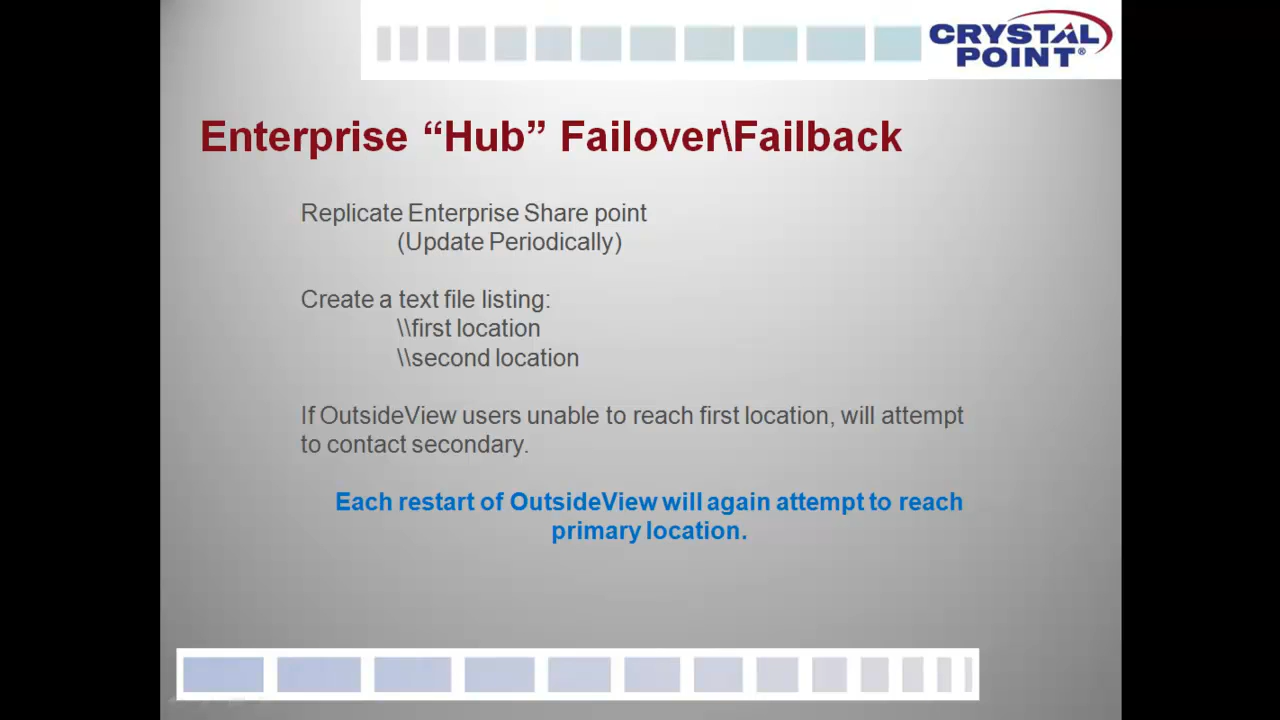 CRYSTAL
POINT®
Enterprise “Hub” Failover\Failback
Replicate Enterprise Share point
(Update Periodically)
Create a text file listing:
\\first location
\\second location
If OutsideView users unable to reach first location, will attempt
to contact secondary.
Each restart of OutsideView will again attempt to reach
primary location.